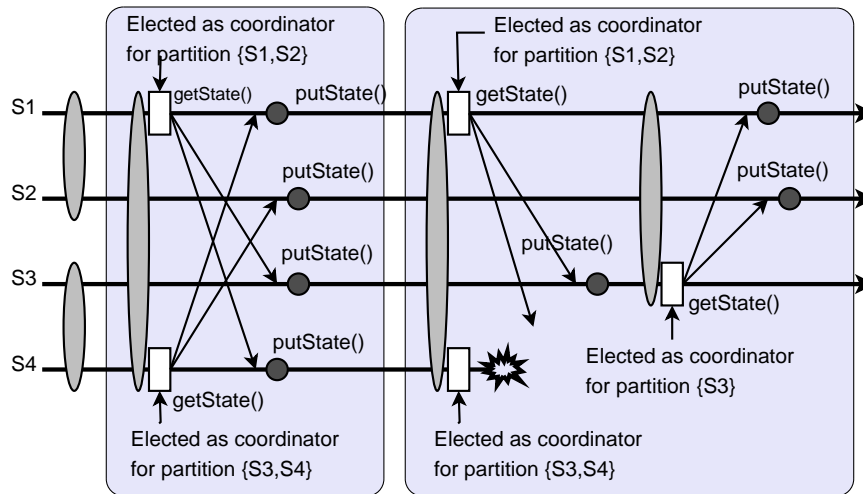 Elected as coordinator
for partition {S1,S2}
Elected as coordinator
for partition {S1,S2}
getState()
putState()
getState()
putState()
S1
putState()
putState()
S2
putState()
putState()
S3
getState()
putState()
Elected as coordinator
for partition {S3}
S4
getState()
Elected as coordinator
for partition {S3,S4}
Elected as coordinator
for partition {S3,S4}